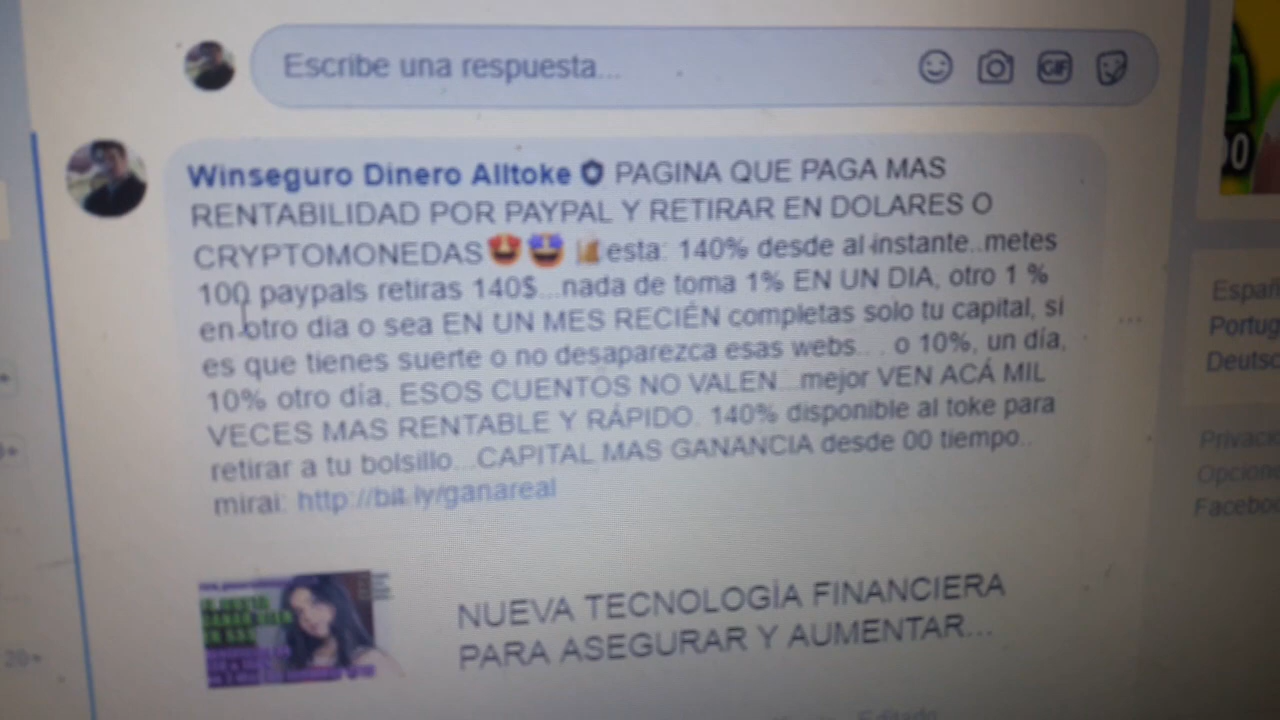 Escribe una respuesta...
GIF
Winseguro Dinero Alltoke PAGINA QUE PAGA MAS
RENTABILIDAD POR PAYPAL Y RETIRAR EN DOLARES O
CRYPTOMONEDAS🤩🤩 esta: 140% desde al instante..metes
100 paypals retiras 140$...nada de toma 1% EN UN DIA, otro 1 %
en otro dia o sea EN UN MES RECIÉN completas solo tu capital, si
es que tienes suerte o no desaparezca esas webs... . o 10%, un día,
10% otro día, ESOS CUENTOS NO VALEN...mejor VEN ACÁ MIL
VECES MAS RENTABLE Y RÁPIDO. 140% disponible al toke para
retirar a tu bolsillo...CAPITAL MAS GANANCIA desde 00 tiempo..
mirai: http://bit.ly/ganareal
NUEVA TECNOLOGÍA FINANCIERA
PARA ASEGURAR Y AUMENTAR...
Españ
Portug
Deutsc
Privaci
Opcion
Faceboo
20+
Editado